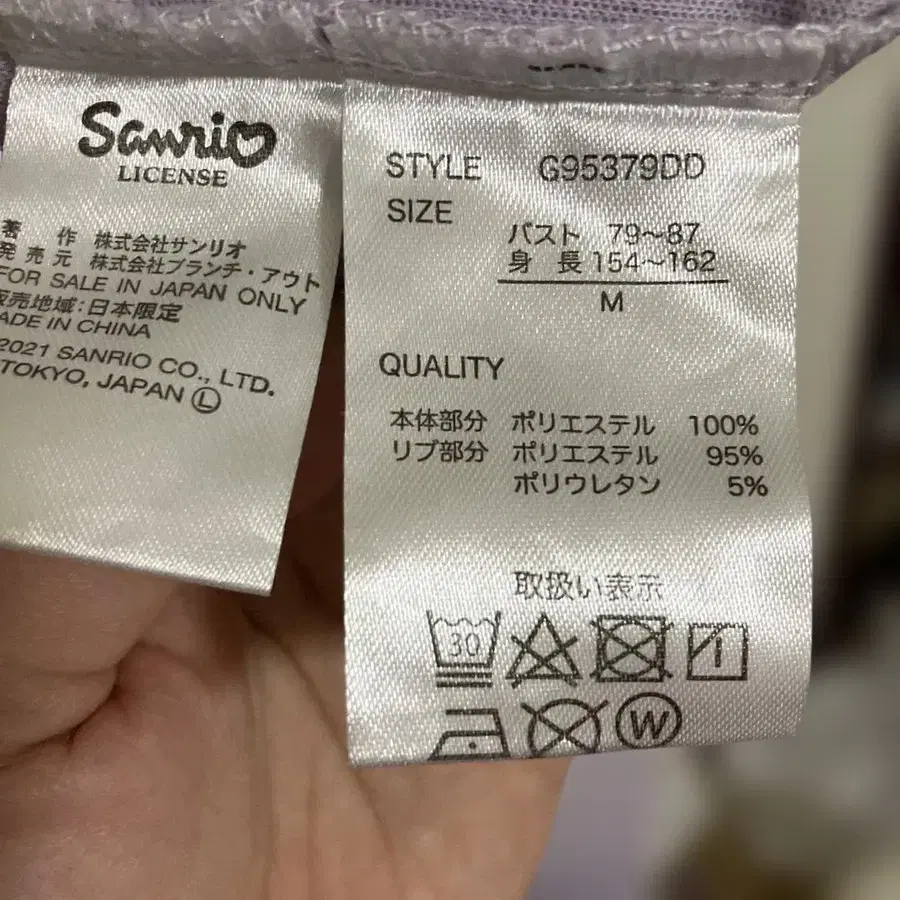 Sanrio
LICENSE
著 作 株式会社サンリオ
発 売 元 株式会社ブランチ・アウト
FOR SALE IN JAPAN ONLY
販売地域:日本限定
MADE IN CHINA
2021 SANRIO CO., LTD.
TOKYO, JAPAN Ⓛ
STYLE G95379DD
SIZE
バスト 79～87
身 長 154～162
M
QUALITY
本体部分 ポリエステル 100%
リブ部分 ポリエステル 95%
ポリウレタン 5%
取扱い表示
30
W